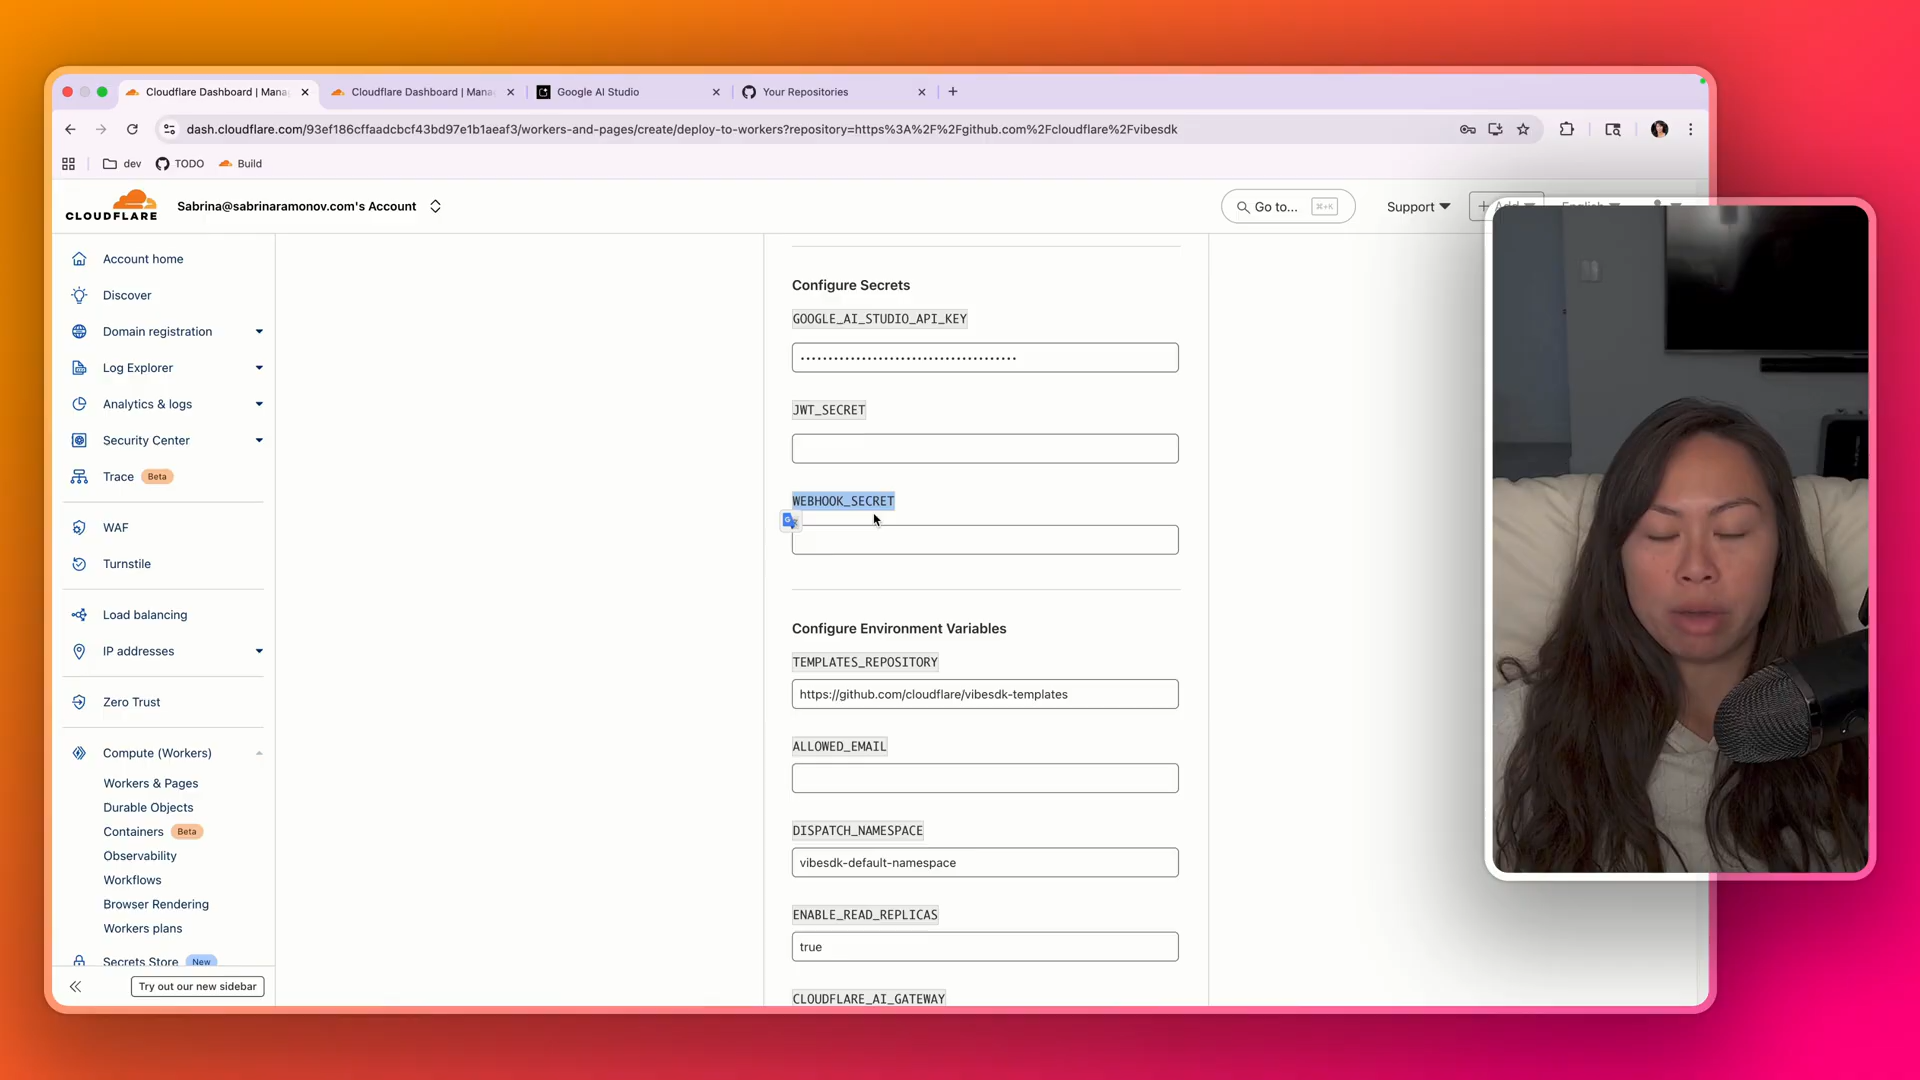 Cloudflare Dashboard | Mana
Cloudflare Dashboard | Mana
Google AI Studio
Your Repositories
dash.cloudflare.com/93ef186cffaadcbcf43bd97e1b1aeaf3/workers-and-pages/create/deploy-to-workers?repository=https%3A%2F%2Fgithub.com%2Fcloudflare%2Fvibesdk
dev
TODO
Build
CLOUDFLARE
Sabrina@sabrinaramonov.com's Account
Go to...
⌘+K
Support
Add
English
Account home
Discover
Domain registration
Log Explorer
Analytics & logs
Security Center
Trace
Beta
WAF
Turnstile
Load balancing
IP addresses
Zero Trust
Compute (Workers)
Workers & Pages
Durable Objects
Containers
Beta
Observability
Workflows
Browser Rendering
Workers plans
Secrets Store
New
Try out our new sidebar
Configure Secrets
GOOGLE_AI_STUDIO_API_KEY
JWT_SECRET
WEBHOOK_SECRET
Configure Environment Variables
TEMPLATES_REPOSITORY
https://github.com/cloudflare/vibesdk-templates
ALLOWED_EMAIL
DISPATCH_NAMESPACE
vibesdk-default-namespace
ENABLE_READ_REPLICAS
true
CLOUDFLARE_AI_GATEWAY